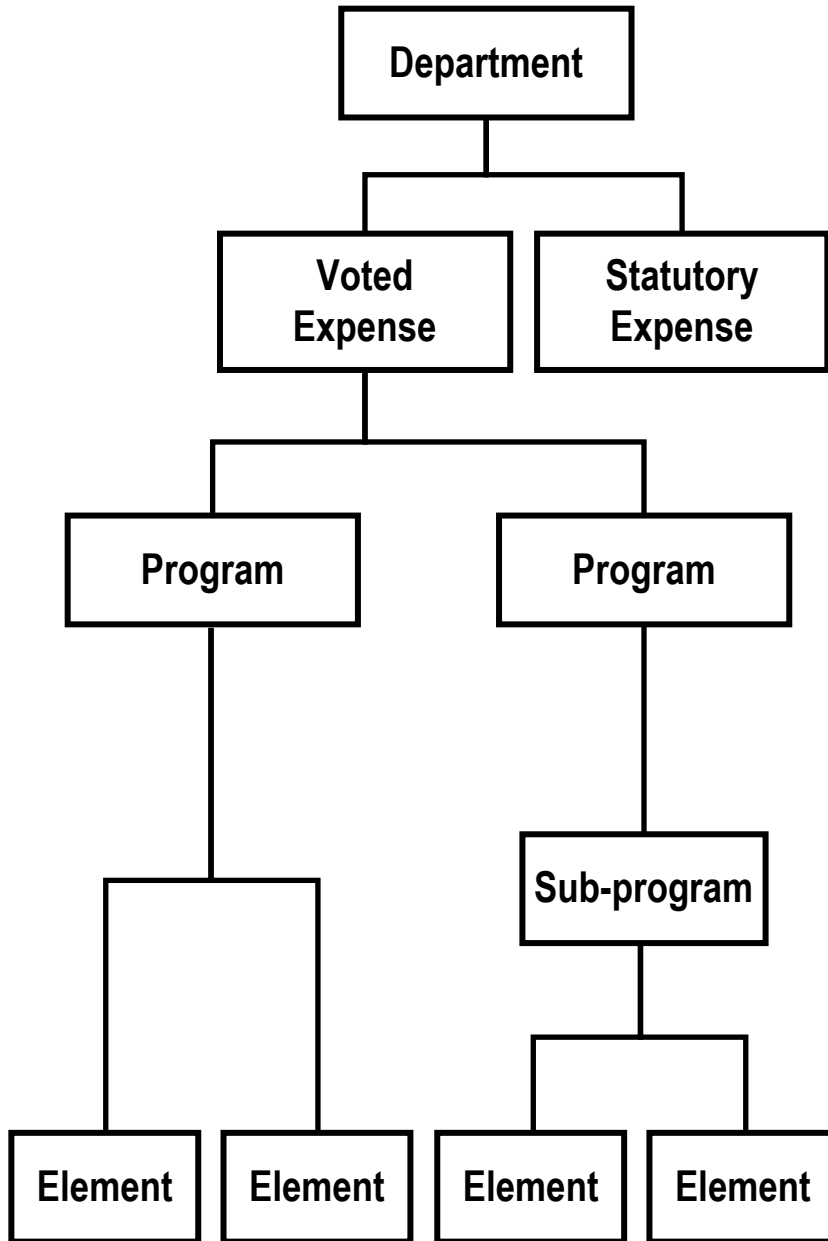 Department
Voted
Expense
Statutory
Expense
Program
Program
Sub-program
Element
Element
Element
Element